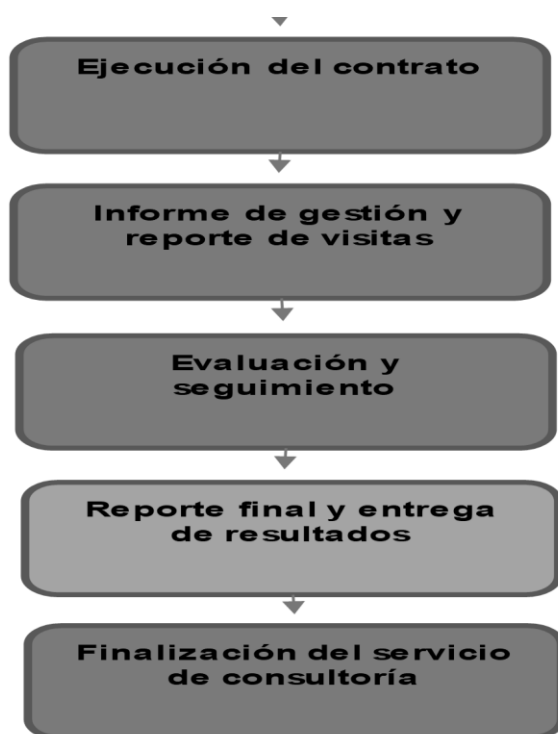 Ejecución del contrato
Informe de gestión y
reporte de visitas
Evaluación y
seguimiento
Reporte final y entrega
de resultados
Finalización del servicio
de consultoría